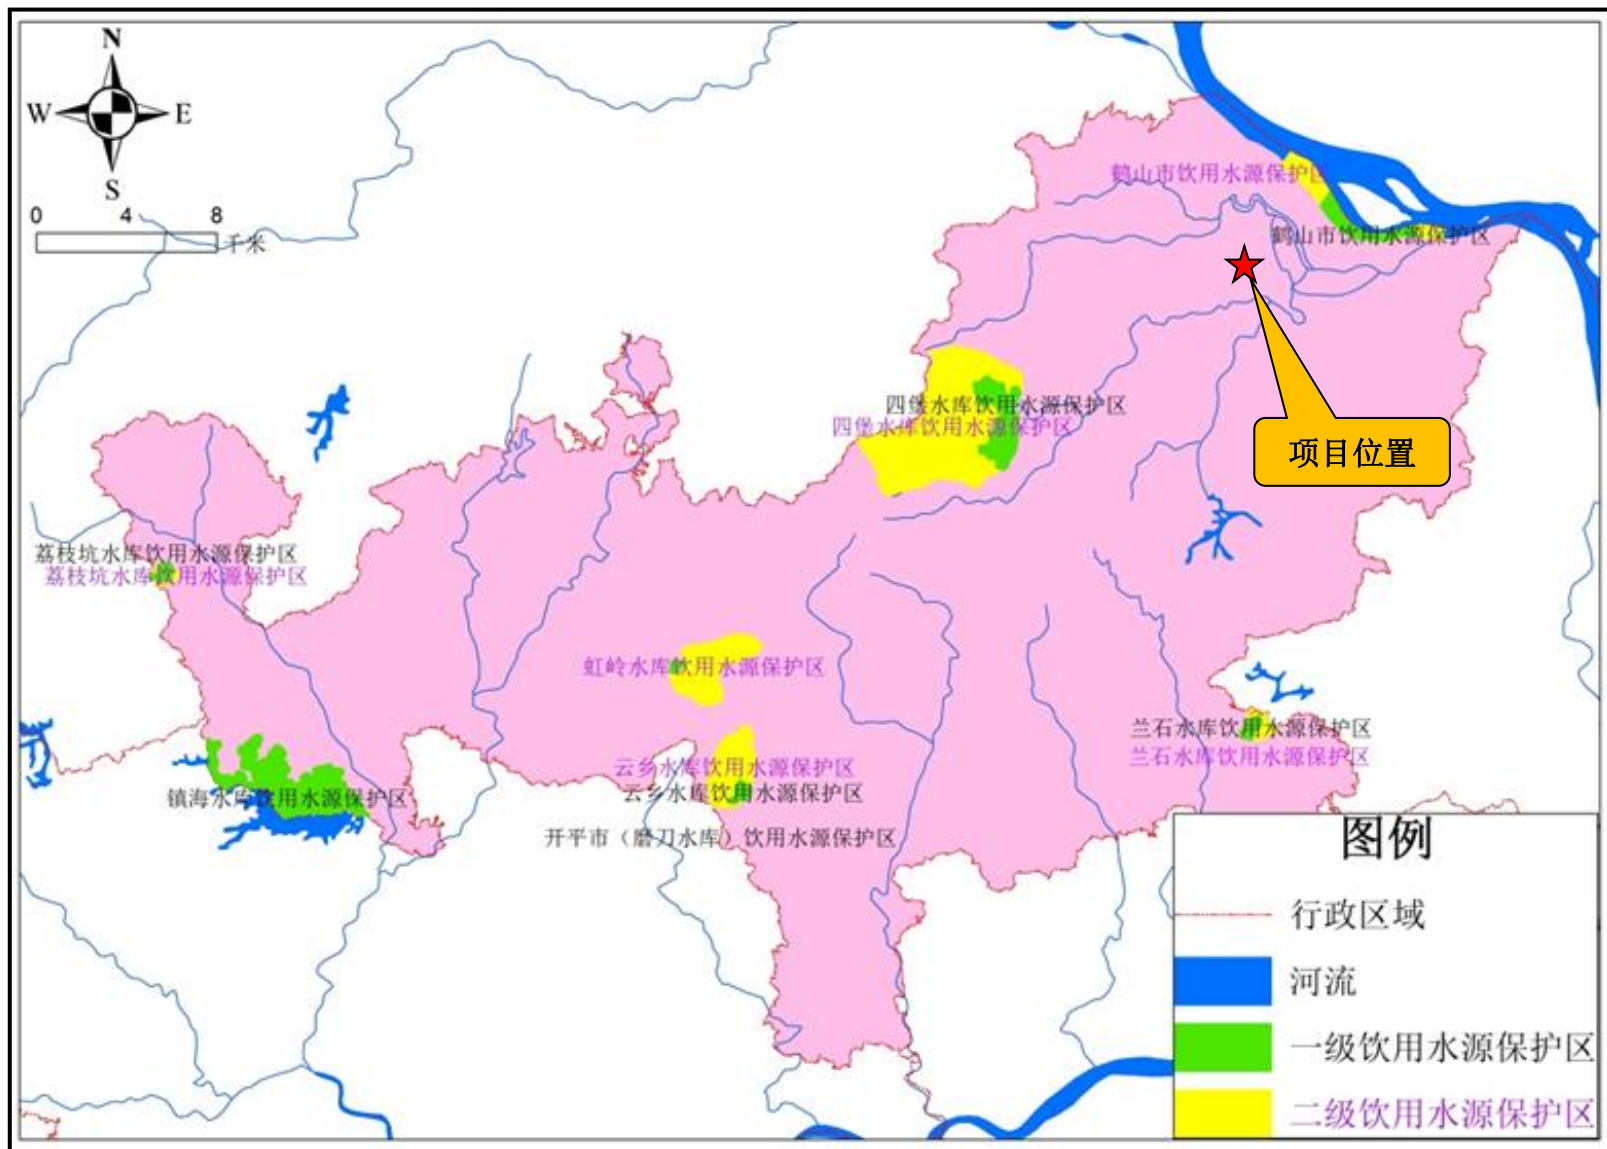 N
W
E
S
0 4 8
千米
鹤山市饮用水源保护区
鹤山市饮用水源保护区
四堡水库饮用水源保护区
四堡水库饮用水源保护区
项目位置
荔枝坑水库饮用水源保护区
荔枝坑水库饮用水源保护区
虹岭水库饮用水源保护区
兰石水库饮用水源保护区
兰石水库饮用水源保护区
云乡水库饮用水源保护区
云乡水库饮用水源保护区
镇海水库饮用水源保护区
开平市（磨刀水库）饮用水源保护区
图例
行政区域
河流
一级饮用水源保护区
二级饮用水源保护区